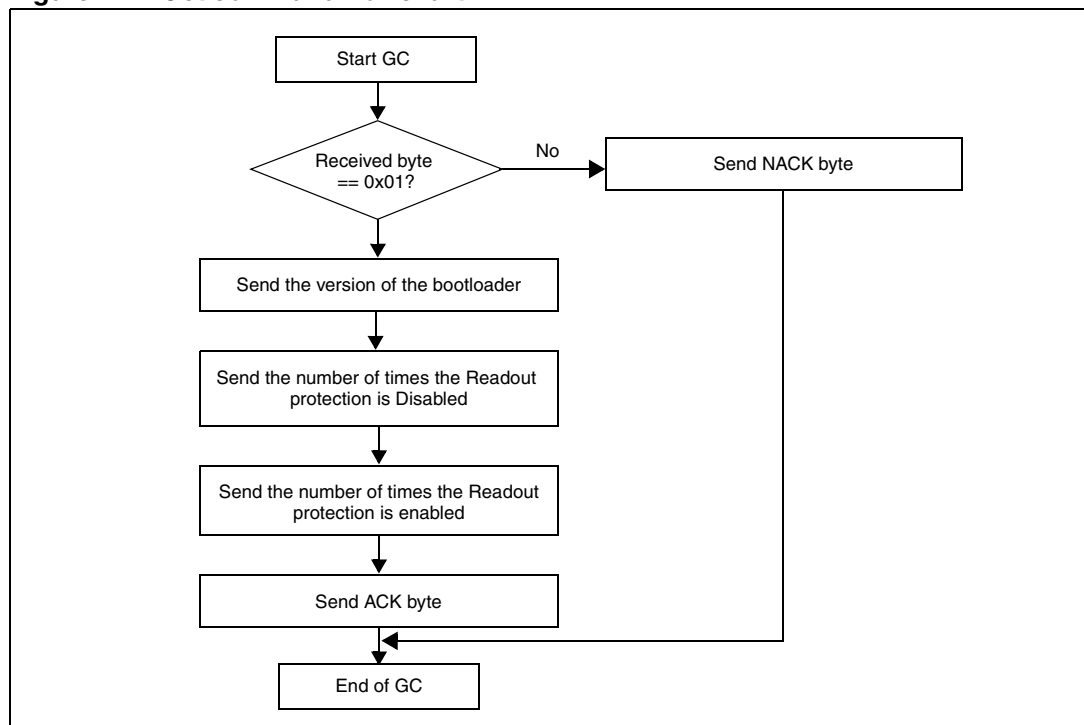 Start GC
Received byte
== 0x01?
No
Send NACK byte
Send the version of the bootloader
Send the number of times the Readout
protection is Disabled
Send the number of times the Readout
protection is enabled
Send ACK byte
End of GC